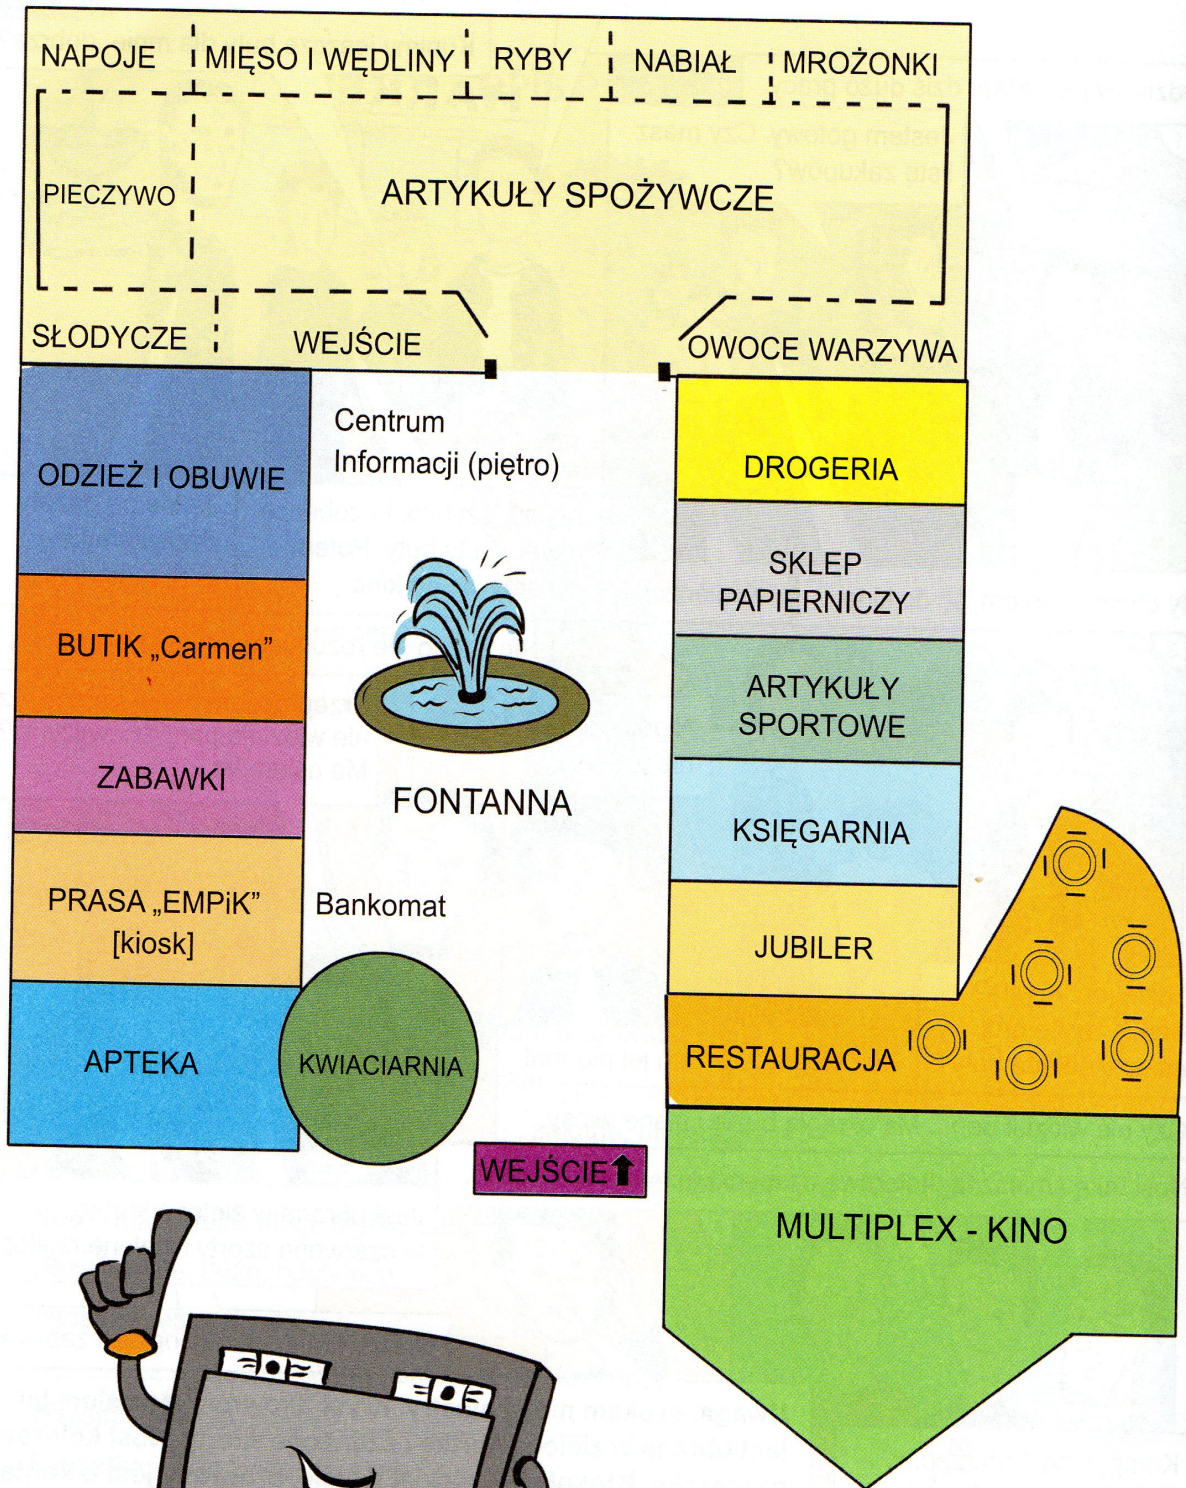 NAPOJE
MIĘSO I WĘDLINY
RYBY
NABIAŁ
MROŻONKI
PIECZYWO
ARTYKUŁY SPOŻYWCZE
SŁODYCZE
WEJŚCIE
OWOCE WARZYWA
ODZIEŻ I OBUWIE
Centrum
Informacji (piętro)
DROGERIA
SKLEP
PAPIERNICZY
BUTIK „Carmen”
ARTYKUŁY
SPORTOWE
ZABAWKI
FONTANNA
KSIĘGARNIA
PRASA „EMPiK”
[kiosk]
Bankomat
JUBILER
APTEKA
KWIACIARNIA
RESTAURACJA
WEJŚCIE
MULTIPLEX - KINO